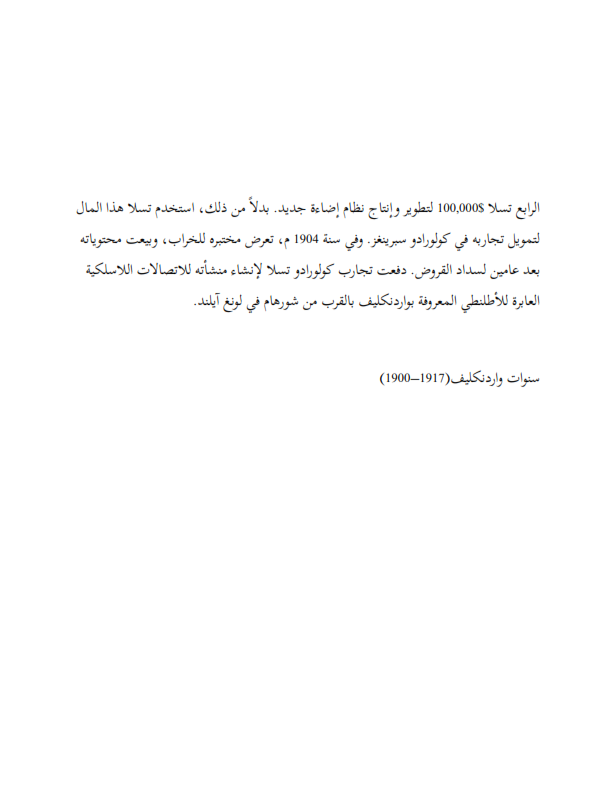 الرابع تسلا $100,000 لتطوير وإنتاج نظام إضاءة جديد. بدلاً من ذلك، استخدم تسلا هذا المال
لتمويل تجاربه في كولورادو سبرينغز. وفي سنة 1904 م، تعرض مختبره للخراب، وبيعت محتوياته
بعد عامين لسداد القروض. دفعت تجارب كولورادو تسلا لإنشاء منشأته للاتصالات اللاسلكية
العابرة للأطلنطي المعروفة بواردنكليف بالقرب من شورهام في لونغ آيلند.
سنوات واردنكليف(1900–1917)